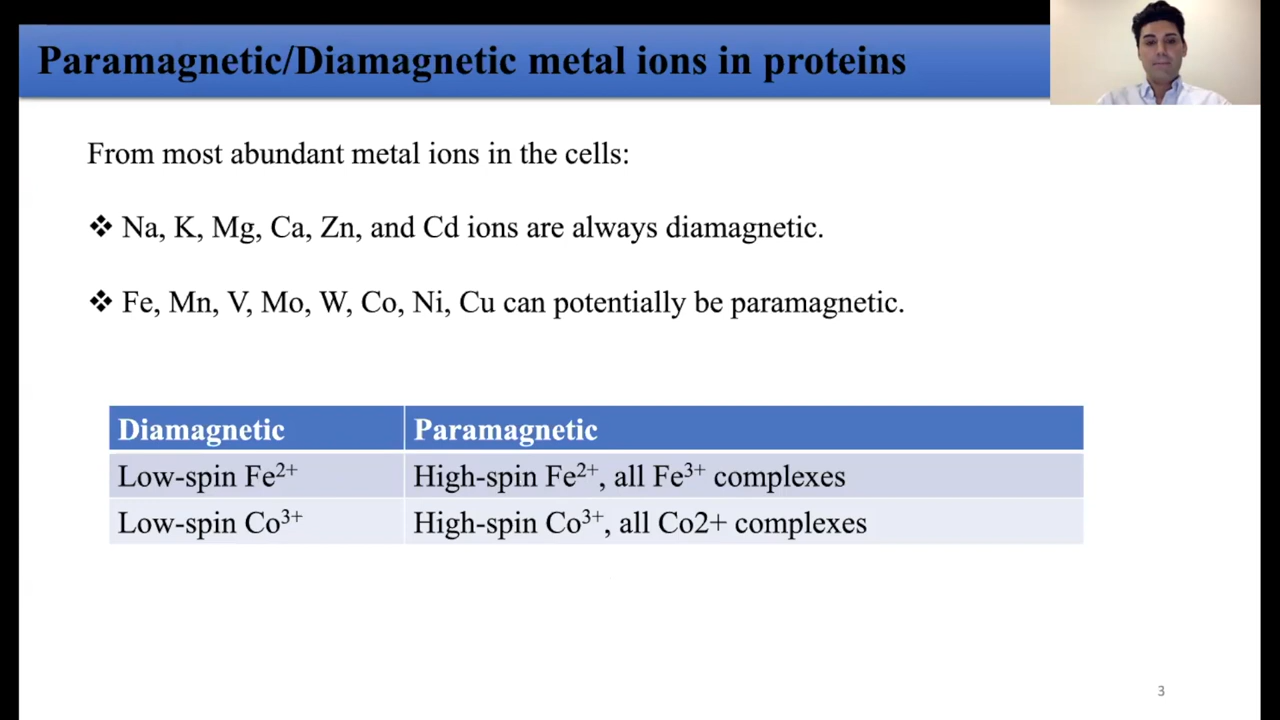 Paramagnetic/Diamagnetic metal ions in proteins
From most abundant metal ions in the cells:
❖ Na, K, Mg, Ca, Zn, and Cd ions are always diamagnetic.
❖ Fe, Mn, V, Mo, W, Co, Ni, Cu can potentially be paramagnetic.
Diamagnetic Paramagnetic
Low-spin Fe²⁺ High-spin Fe²⁺, all Fe³⁺ complexes
Low-spin Co³⁺ High-spin Co³⁺, all Co2+ complexes
3